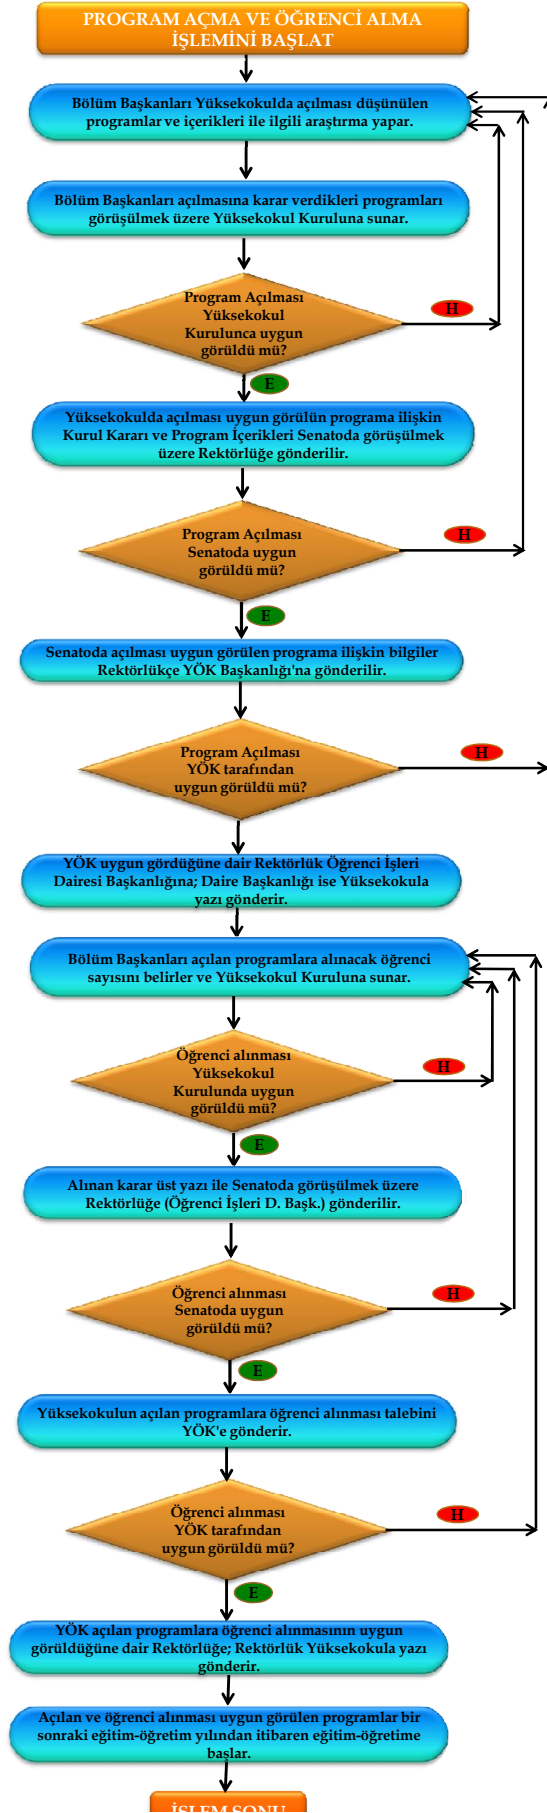 PROGRAM AÇMA VE ÖĞRENCİ ALMA
İŞLEMİNİ BAŞLAT
Bölüm Başkanları Yüksekokulda açılması düşünülen
programlar ve içerikleri ile ilgili araştırma yapar.
Bölüm Başkanları açılmasına karar verdikleri programları
görüşülmek üzere Yüksekokul Kuruluna sunar.
Program Açılması
Yüksekokul
Kurulunca uygun
görüldü mü?
H
E
Yüksekokulda açılması uygun görülün programa ilişkin
Kurul Kararı ve Program İçerikleri Senatoda görüşülmek
üzere Rektörlüğe gönderilir.
Program Açılması
Senatoda uygun
görüldü mü?
H
E
Senatoda açılması uygun görülen programa ilişkin bilgiler
Rektörlükçe YÖK Başkanlığı'na gönderilir.
Program Açılması
YÖK tarafından
uygun görüldü mü?
H
YÖK uygun gördüğüne dair Rektörlük Öğrenci İşleri
Dairesi Başkanlığına; Daire Başkanlığı ise Yüksekokula
yazı gönderir.
Bölüm Başkanları açılan programlara alınacak öğrenci
sayısını belirler ve Yüksekokul Kuruluna sunar.
Öğrenci alınması
Yüksekokul
Kurulunda uygun
görüldü mü?
H
E
Alınan karar üst yazı ile Senatoda görüşülmek üzere
Rektörlüğe (Öğrenci İşleri D. Başk.) gönderilir.
Öğrenci alınması
Senatoda uygun
görüldü mü?
H
E
Yüksekokulun açılan programlara öğrenci alınması talebini
YÖK'e gönderir.
Öğrenci alınması
YÖK tarafından
uygun görüldü mü?
H
E
YÖK açılan programlara öğrenci alınmasının uygun
görüldüğüne dair Rektörlüğe; Rektörlük Yüksekokula yazı
gönderir.
Açılan ve öğrenci alınması uygun görülen programlar bir
sonraki eğitim-öğretim yılından itibaren eğitim-öğretime
başlar.
İŞLEM SONU